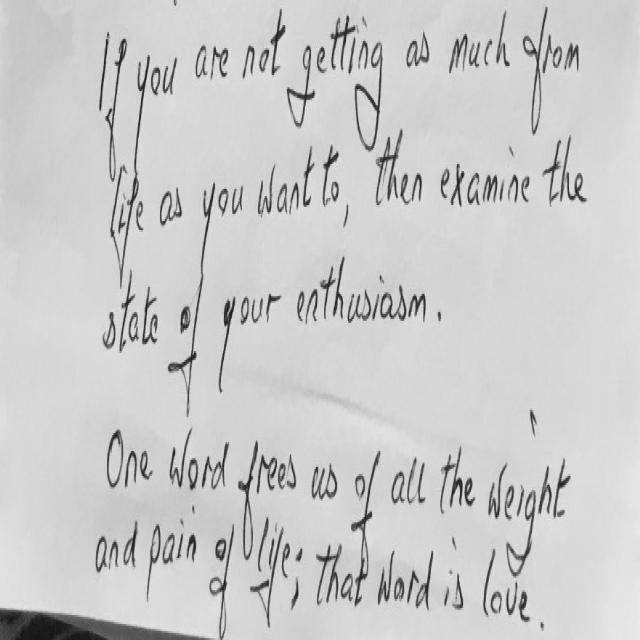 If you are not getting as much from
life as you want to, then examine the
state of your enthusiasm.
One word frees us of all the weight
and pain of life; that word is love.